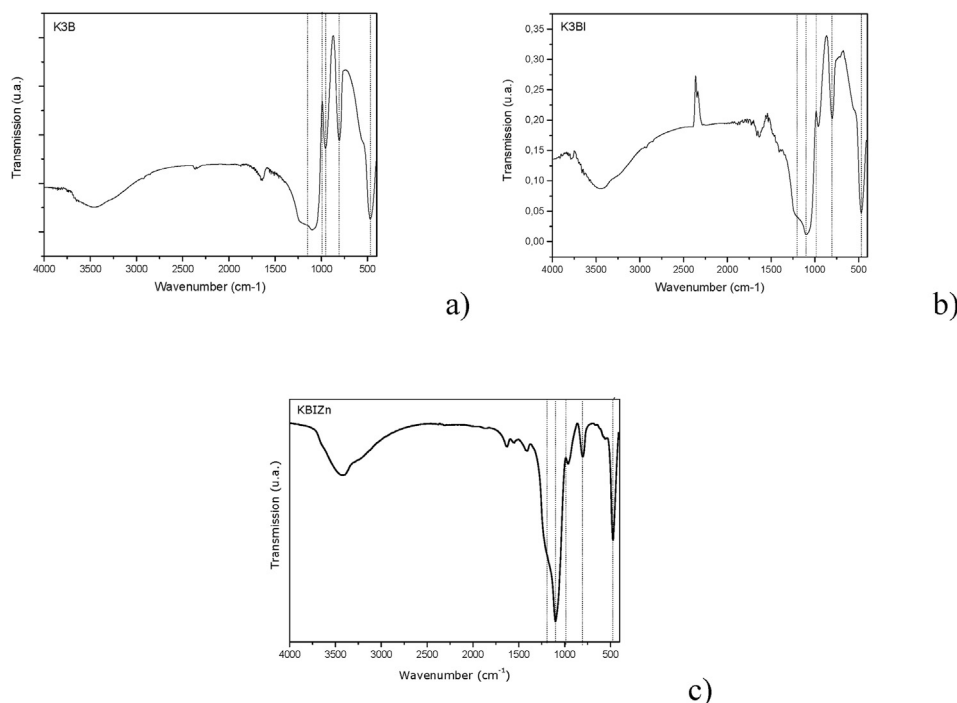 K3B
Transmission (u.a.)
4000 3500 3000 2500 2000 1500 1000 500
Wavenumber (cm-1)
a)
K3BI
0,35
0,30
0,25
0,20
0,15
0,10
0,05
0,00
Transmission (u.a.)
4000 3500 3000 2500 2000 1500 1000 500
Wavenumber (cm-1)
b)
KBIZn
Transmission (u.a.)
4000 3500 3000 2500 2000 1500 1000 500
Wavenumber (cm⁻¹)
c)